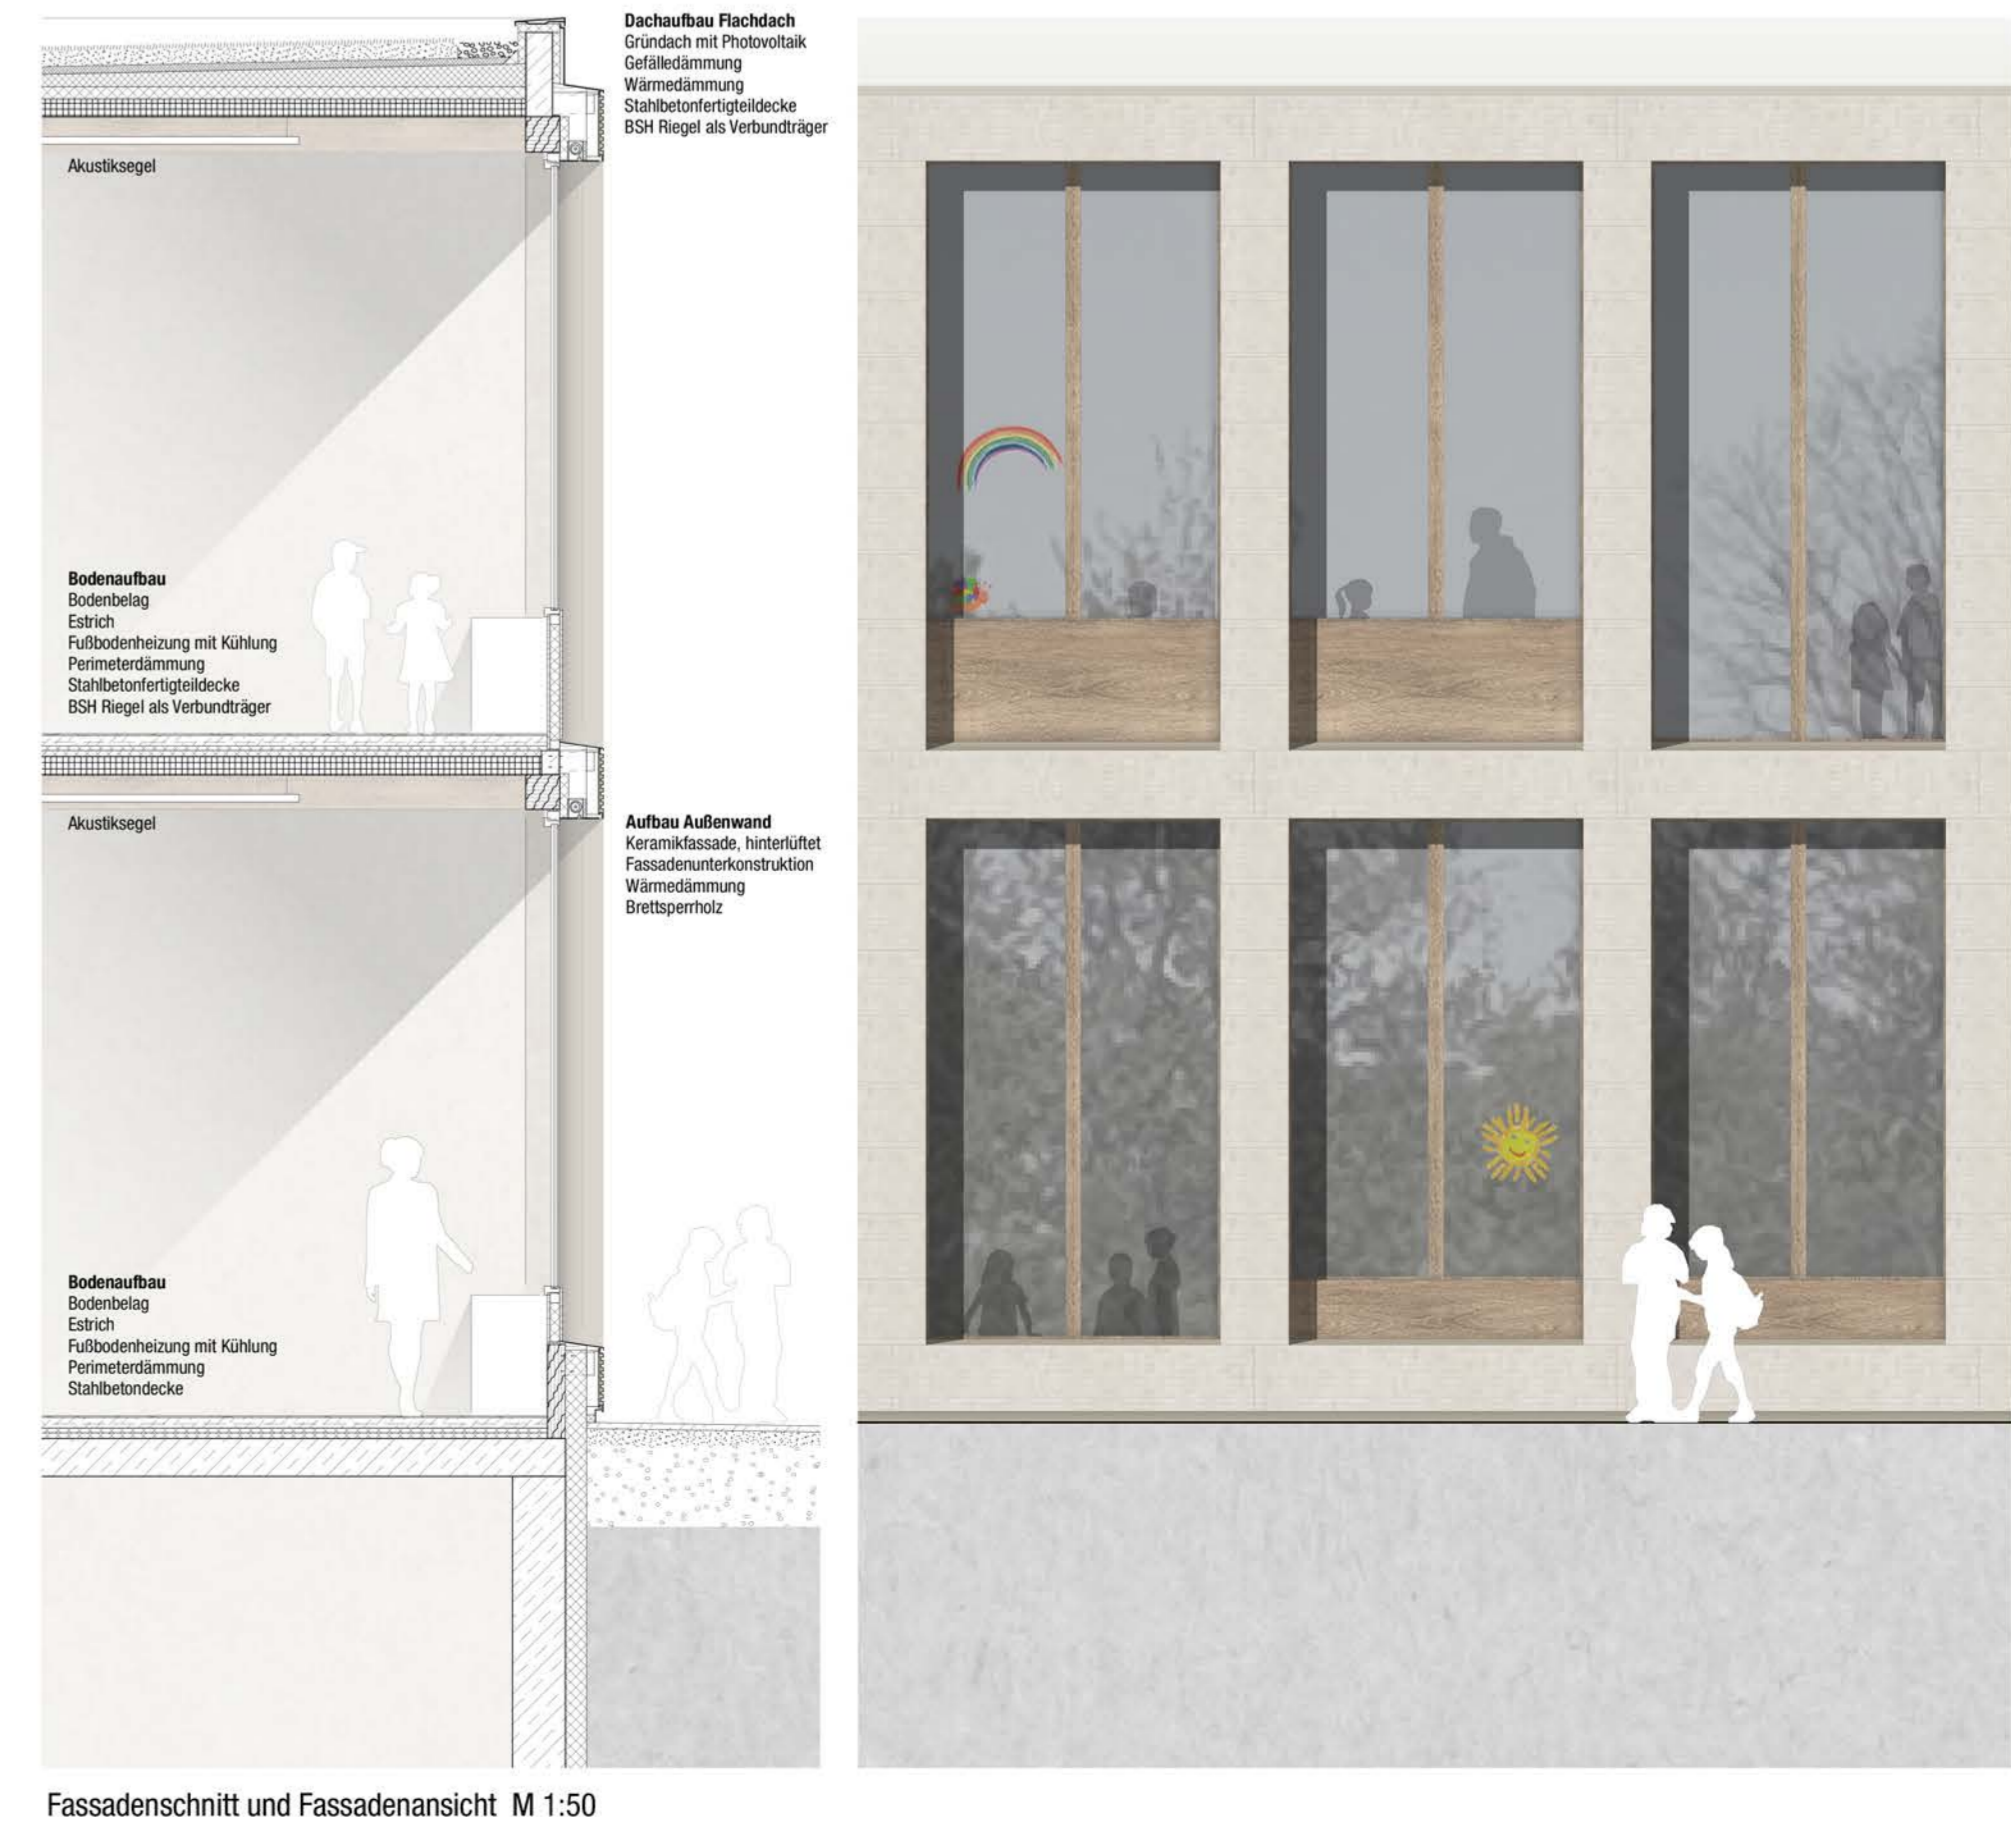 Dachaufbau Flachdach
Gründach mit Photovoltaik
Gefälledämmung
Wärmedämmung
Stahlbetonfertigteildecke
BSH Riegel als Verbundträger
Akustiksegel
Bodenaufbau
Bodenbelag
Estrich
Fußbodenheizung mit Kühlung
Perimeterdämmung
Stahlbetonfertigteildecke
BSH Riegel als Verbundträger
Akustiksegel
Aufbau Außenwand
Keramikfassade, hinterlüftet
Fassadenunterkonstruktion
Wärmedämmung
Brettsperrholz
Bodenaufbau
Bodenbelag
Estrich
Fußbodenheizung mit Kühlung
Perimeterdämmung
Stahlbetondecke
Fassadenschnitt und Fassadenansicht M 1:50